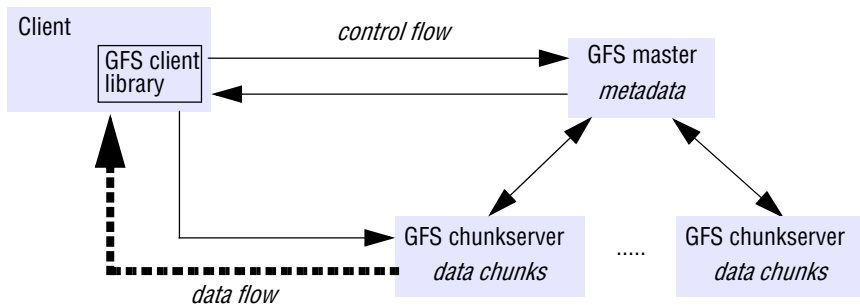 Client
GFS client
library
control flow
GFS master
metadata
GFS chunkserver
data chunks
.....
GFS chunkserver
data chunks
data flow